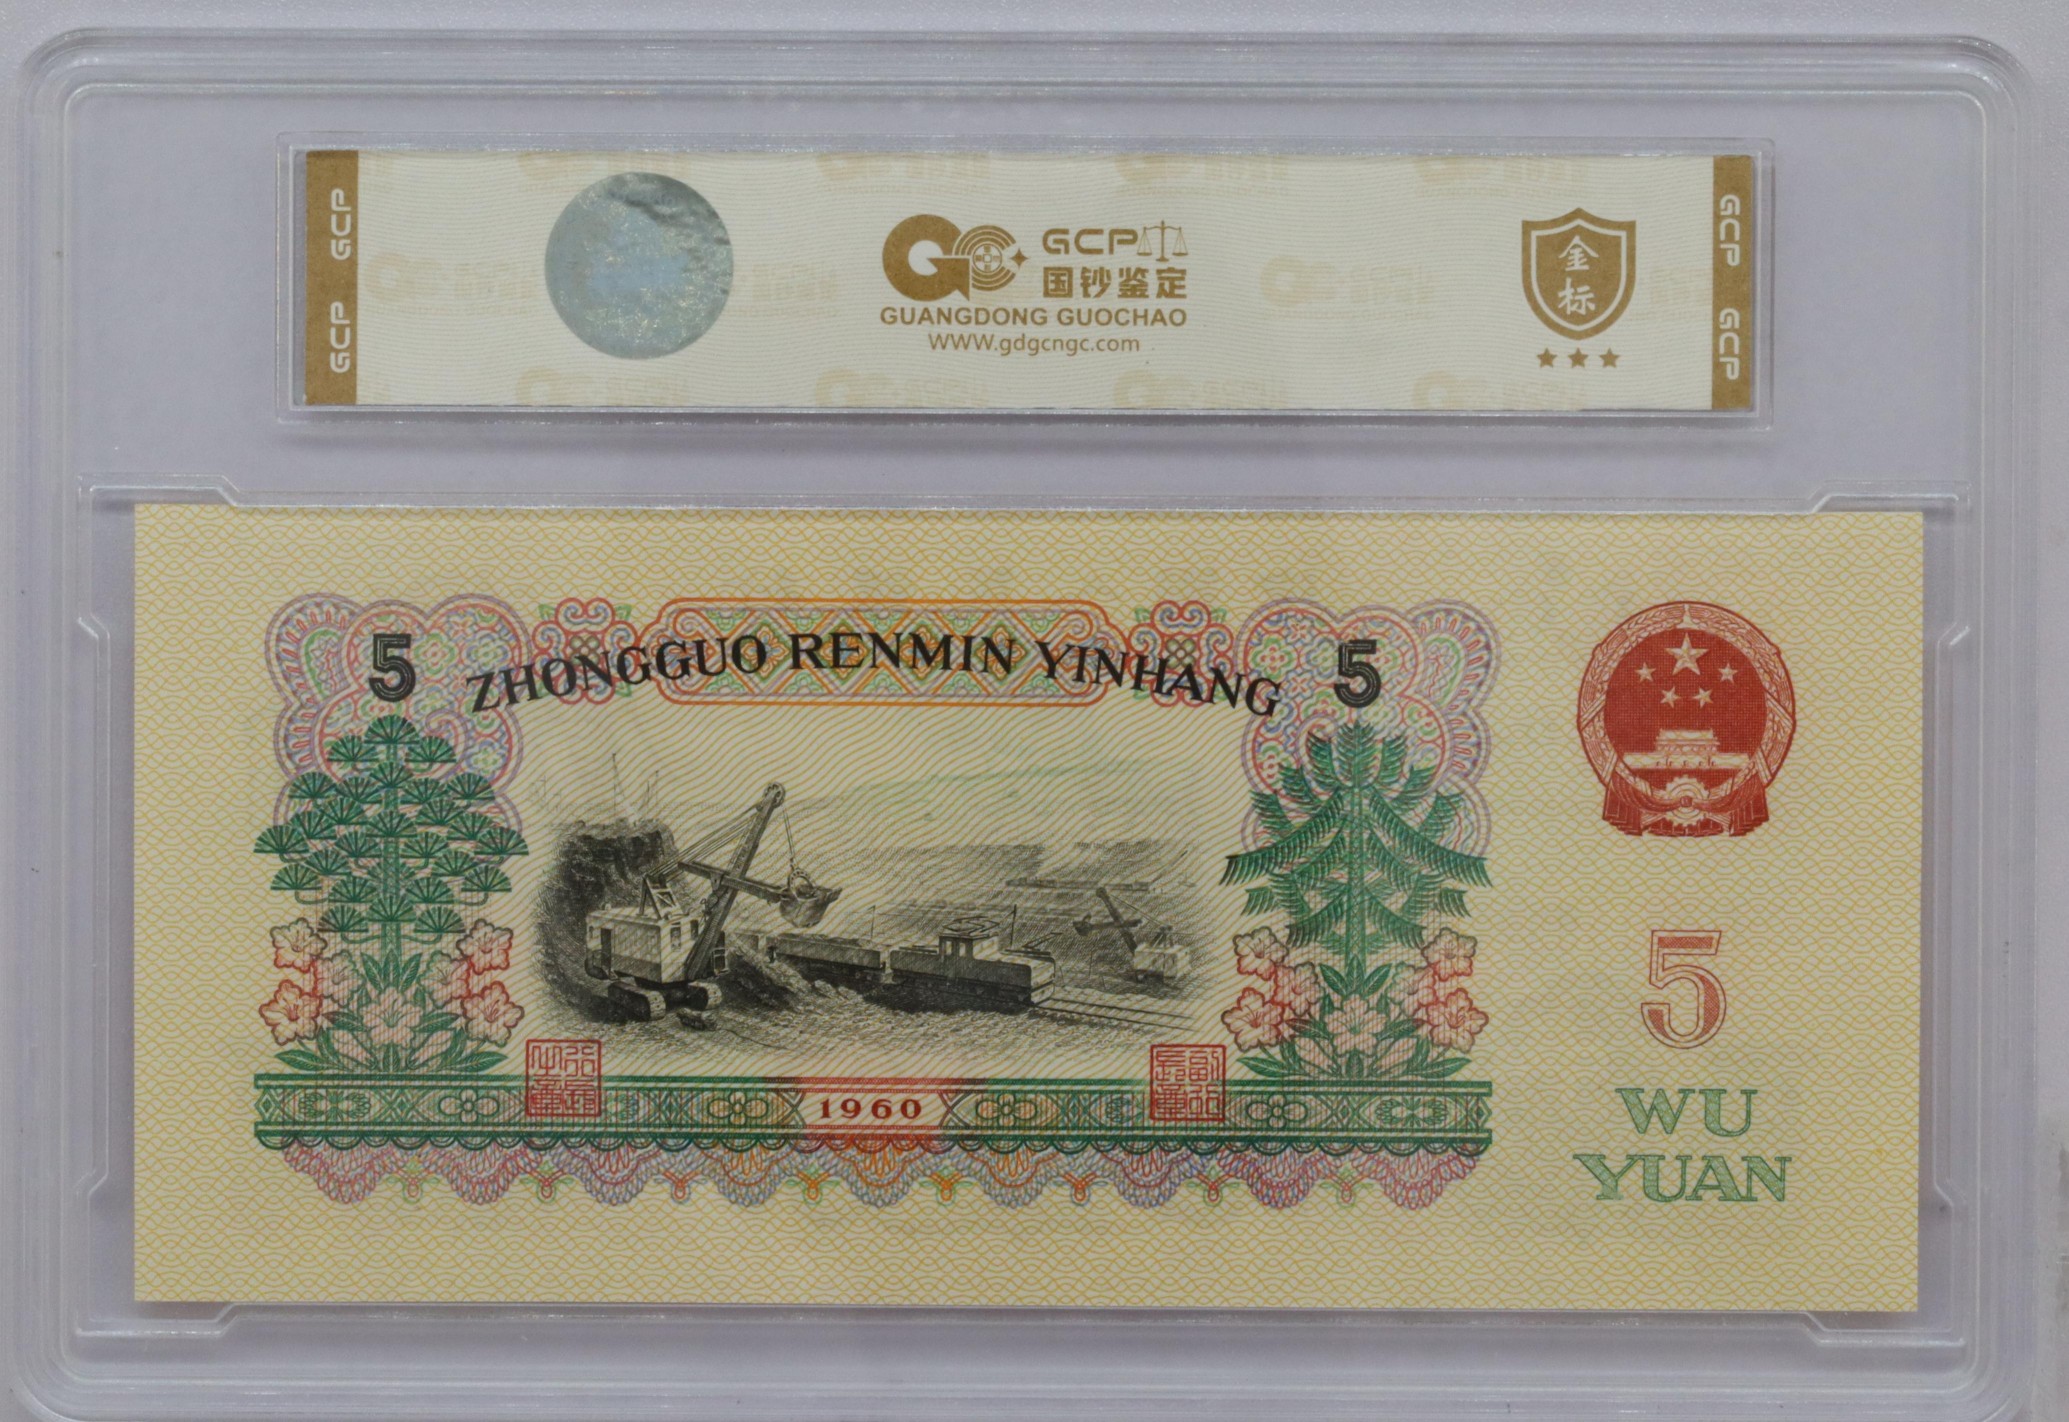 GCP GCP
GCP
国钞鉴定
GUANGDONG GUOCHAO
WWW.gdgcngc.com
金
标
GCP GCP
5 ZHONGGUO RENMIN YINHANG 5
1960
5
WU
YUAN